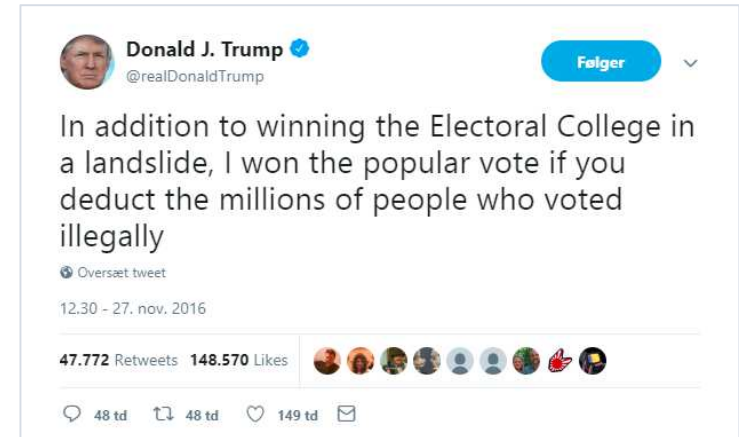 Donald J. Trump
@realDonaldTrump
Følger
In addition to winning the Electoral College in
a landslide, I won the popular vote if you
deduct the millions of people who voted
illegally
Oversæt tweet
12.30 - 27. nov. 2016
47.772 Retweets 148.570 Likes
48 td 48 td 149 td